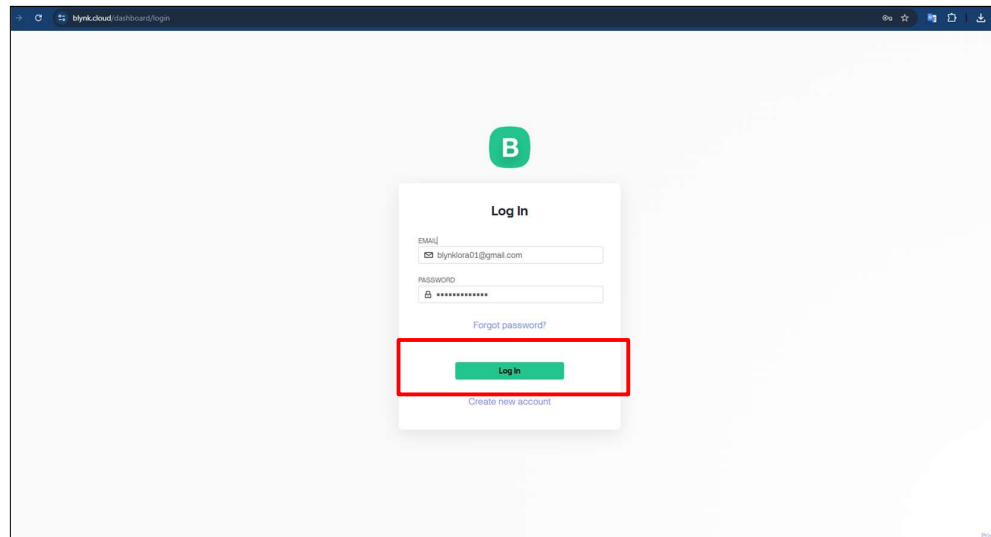 blynk.cloud/dashboard/login
B
Log In
EMAIL
blynklora01@gmail.com
PASSWORD
•••••••••••••
Forgot password?
Log In
Create new account